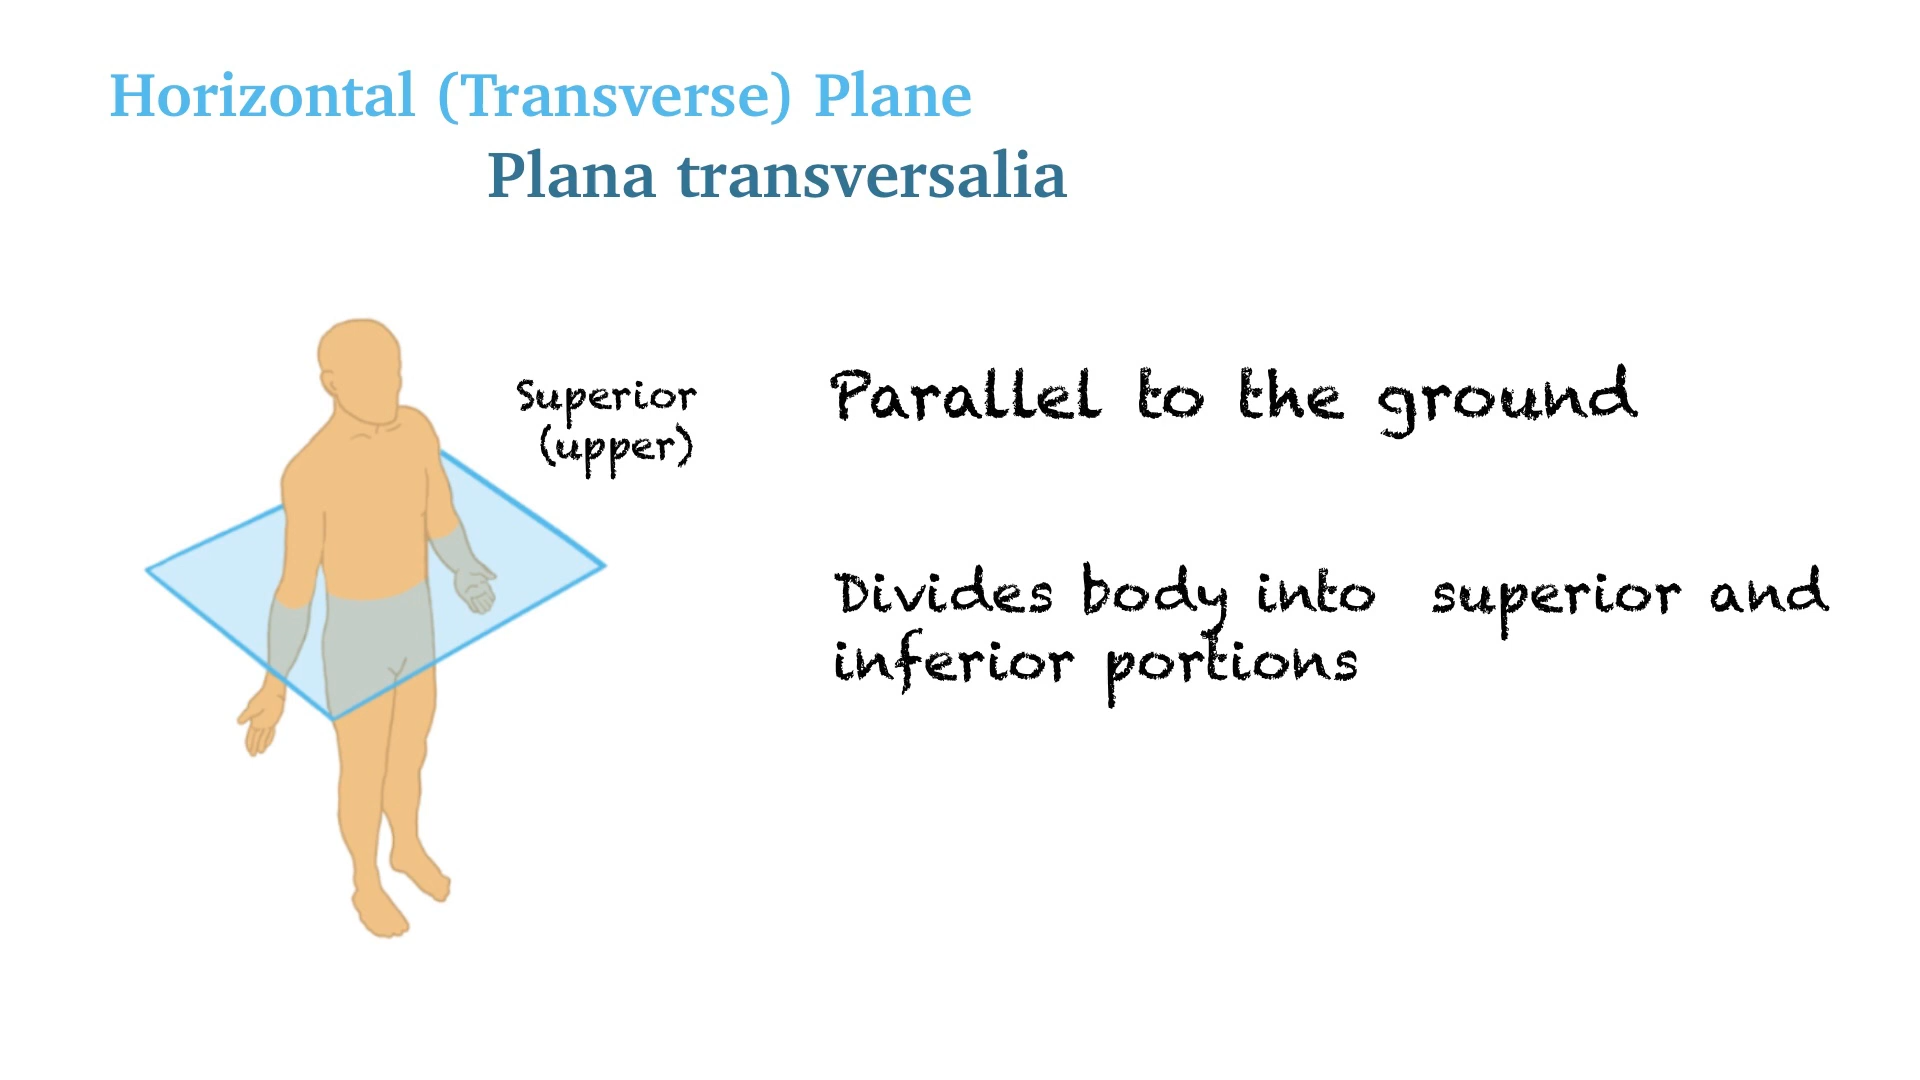 Horizontal (Transverse) Plane
Plana transversalia
Superior
(upper)
Parallel to the ground
Divides body into superior and
inferior portions